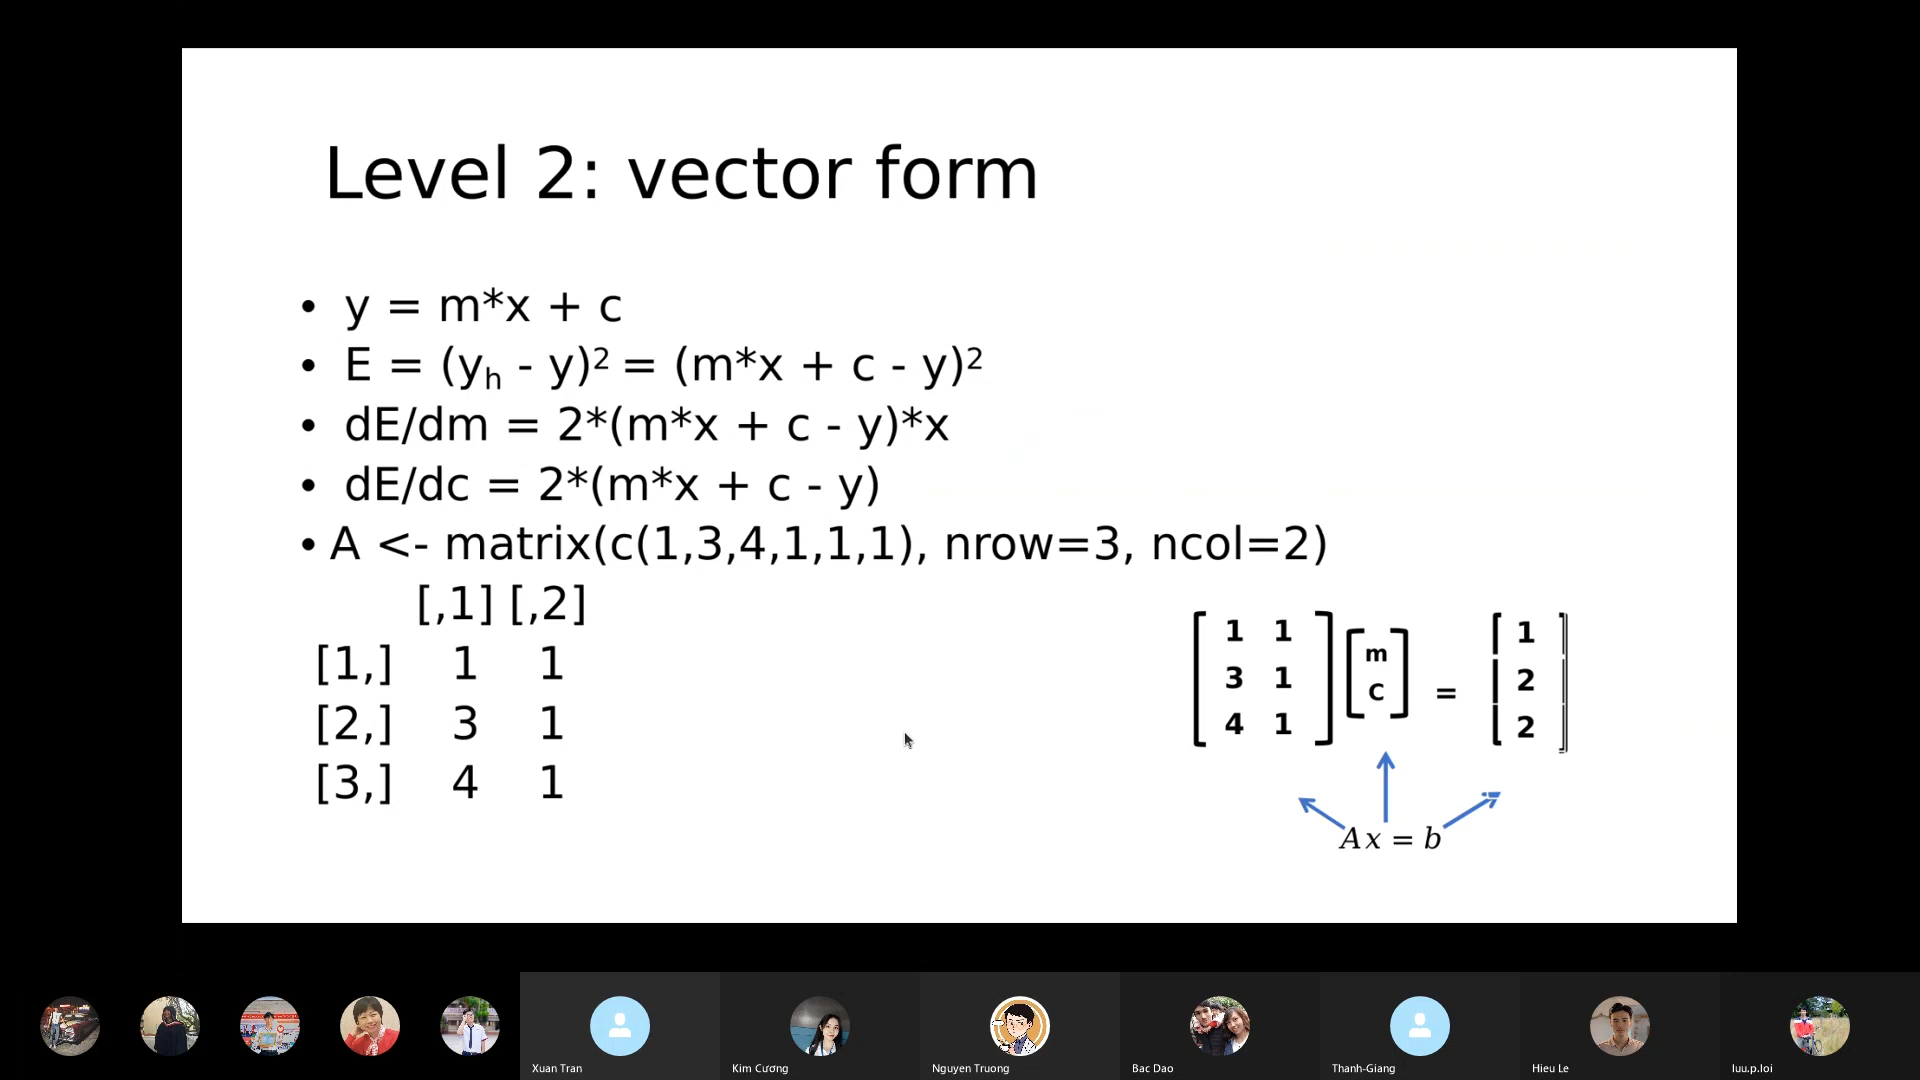 Level 2: vector form
• y = m*x + c
• E = (yₕ - y)² = (m*x + c - y)²
• dE/dm = 2*(m*x + c - y)*x
• dE/dc = 2*(m*x + c - y)
• A <- matrix(c(1,3,4,1,1,1), nrow=3, ncol=2)
[,1] [,2]
[1,] 1 1
[2,] 3 1
[3,] 4 1
1 1
3 1
4 1
m
c
=
1
2
2
Ax = b
Xuan Tran
Kim Cương
Nguyen Truong
Bac Dao
Thanh-Giang
Hieu Le
luu.p.loi